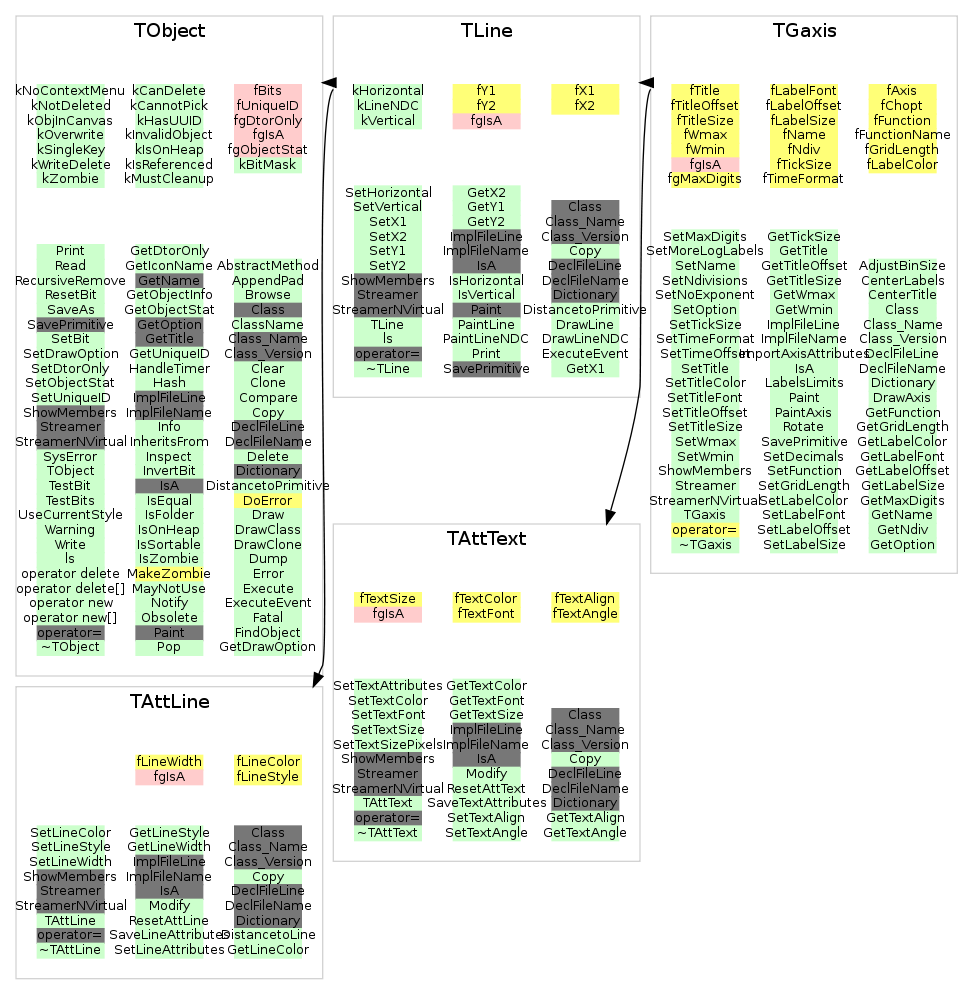 TObject
kNoContextMenu kCanDelete fBits
kNotDeleted kCannotPick fUniqueID
kObjInCanvas kHasUUID fgDtorOnly
kOverwrite kInvalidObject fgIsA
kSingleKey kIsOnHeap fgObjectStat
kWriteDelete kIsReferenced kBitMask
kZombie kMustCleanup
Print GetDtorOnly
Read GetIconName AbstractMethod
RecursiveRemove GetName AppendPad
ResetBit GetObjectInfo Browse
SaveAs GetObjectStat Class
SavePrimitive GetOption ClassName
SetBit GetTitle Class_Name
SetDrawOption GetUniqueID Class_Version
SetDtorOnly HandleTimer Clear
SetObjectStat Hash Clone
SetUniqueID ImplFileLine Compare
ShowMembers ImplFileName Copy
Streamer Info DeclFileLine
StreamerNVirtual InheritsFrom DeclFileName
SysError Inspect Delete
TObject InvertBit Dictionary
TestBit IsA DistancetoPrimitive
TestBits IsEqual DoError
UseCurrentStyle IsFolder Draw
Warning IsOnHeap DrawClass
Write IsSortable DrawClone
ls IsZombie Dump
operator delete MakeZombie Error
operator delete[] MayNotUse Execute
operator new Notify ExecuteEvent
operator new[] Obsolete Fatal
operator= Paint FindObject
~TObject Pop GetDrawOption
TLine
kHorizontal fY1 fX1
kLineNDC fY2 fX2
kVertical fgIsA
SetHorizontal GetX2
SetVertical GetY1 Class
SetX1 GetY2 Class_Name
SetX2 ImplFileLine Class_Version
SetY1 ImplFileName Copy
SetY2 IsA DeclFileLine
ShowMembers IsHorizontal DeclFileName
Streamer IsVertical Dictionary
StreamerNVirtual Paint DistancetoPrimitive
TLine PaintLine DrawLine
ls PaintLineNDC DrawLineNDC
operator= Print ExecuteEvent
~TLine SavePrimitive GetX1
TGaxis
fTitle fLabelFont fAxis
fTitleOffset fLabelOffset fChopt
fTitleSize fLabelSize fFunction
fWmax fName fFunctionName
fWmin fNdiv fGridLength
fgIsA fTickSize fLabelColor
fgMaxDigits fTimeFormat
SetMaxDigits GetTickSize
SetMoreLogLabels GetTitle
SetName GetTitleOffset AdjustBinSize
SetNdivisions GetTitleSize CenterLabels
SetNoExponent GetWmax CenterTitle
SetOption GetWmin Class
SetTickSize ImplFileLine Class_Name
SetTimeFormat ImplFileName Class_Version
SetTimeOffset ImportAxisAttributes DeclFileLine
SetTitle IsA DeclFileName
SetTitleColor LabelsLimits Dictionary
SetTitleFont Paint DrawAxis
SetTitleOffset PaintAxis GetFunction
SetTitleSize Rotate GetGridLength
SetWmax SavePrimitive GetLabelColor
SetWmin SetDecimals GetLabelFont
ShowMembers SetFunction GetLabelOffset
Streamer SetGridLength GetLabelSize
StreamerNVirtual SetLabelColor GetMaxDigits
TGaxis SetLabelFont GetName
operator= SetLabelOffset GetNdiv
~TGaxis SetLabelSize GetOption
TAttText
fTextSize fTextColor fTextAlign
fgIsA fTextFont fTextAngle
SetTextAttributes GetTextColor
SetTextColor GetTextFont
SetTextFont GetTextSize Class
SetTextSize ImplFileLine Class_Name
SetTextSizePixels ImplFileName Class_Version
ShowMembers IsA Copy
Streamer Modify DeclFileLine
StreamerNVirtual ResetAttText DeclFileName
TAttText SaveTextAttributes Dictionary
operator= SetTextAlign GetTextAlign
~TAttText SetTextAngle GetTextAngle
TAttLine
fLineWidth fLineColor
fgIsA fLineStyle
SetLineColor GetLineStyle Class
SetLineStyle GetLineWidth Class_Name
SetLineWidth ImplFileLine Class_Version
ShowMembers ImplFileName Copy
Streamer IsA DeclFileLine
StreamerNVirtual Modify DeclFileName
TAttLine ResetAttLine Dictionary
operator= SaveLineAttributes DistancetoLine
~TAttLine SetLineAttributes GetLineColor